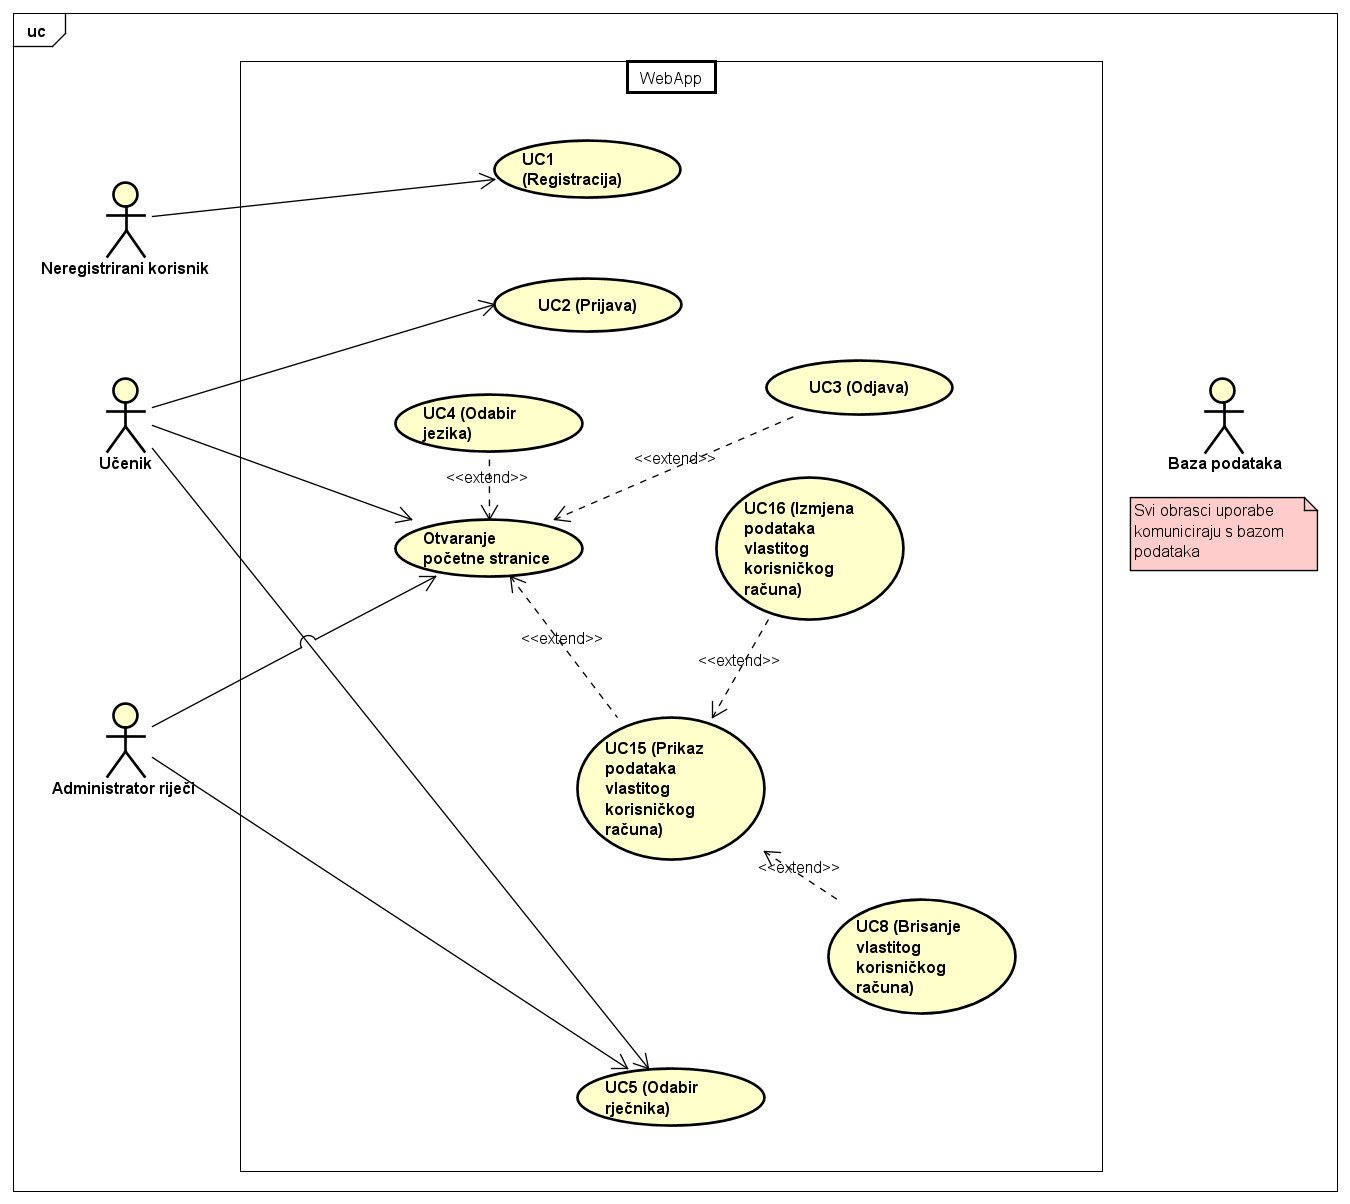 uc
WebApp
UC1
(Registracija)
Neregistrirani korisnik
UC2 (Prijava)
UC3 (Odjava)
UC4 (Odabir
jezika)
Učenik
Baza podataka
<<extend>>
<<extend>>
Svi obrasci uporabe
komuniciraju s bazom
podataka
UC16 (Izmjena
podataka
vlastitog
korisničkog
računa)
Otvaranje
početne stranice
<<extend>>
<<extend>>
UC15 (Prikaz
podataka
vlastitog
korisničkog
računa)
Administrator riječi
<<extend>>
UC8 (Brisanje
vlastitog
korisničkog
računa)
UC5 (Odabir
rječnika)